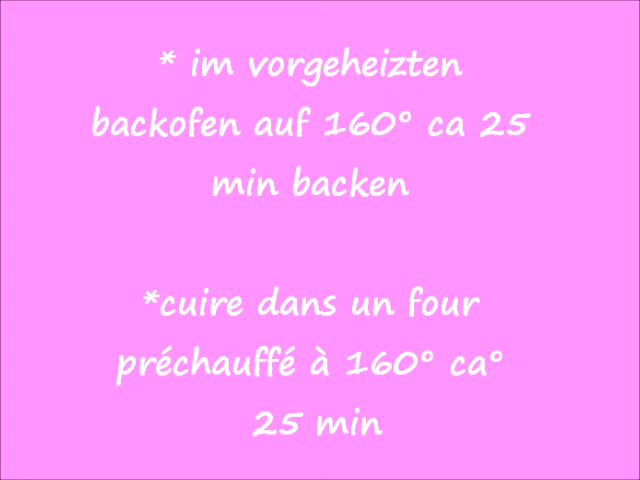 * im vorgeheizten
backofen auf 160° ca 25
min backen
*cuire dans un four
préchauffé à 160° ca°
25 min